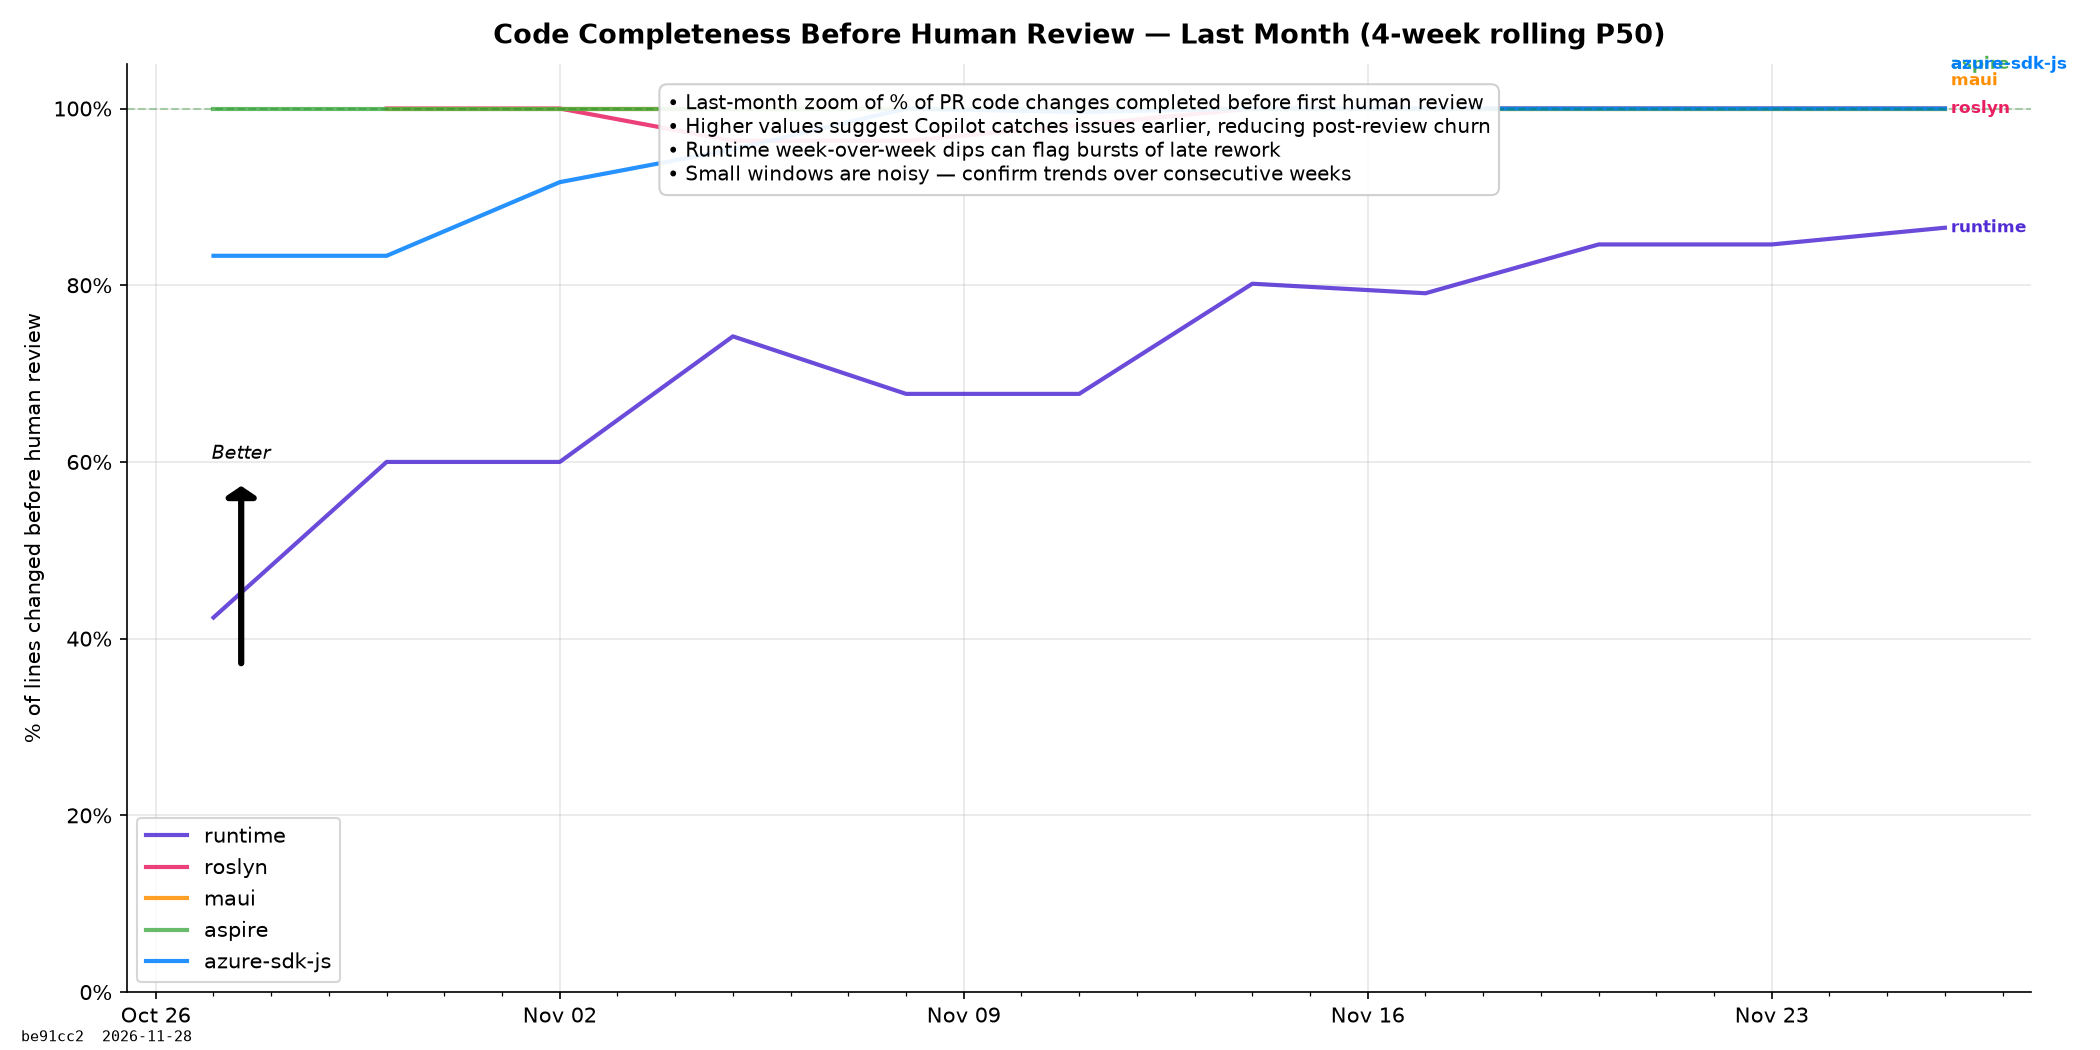 Code Completeness Before Human Review — Last Month (4-week rolling P50)
azure-sdk-js
aspire
maui
roslyn
runtime
• Last-month zoom of % of PR code changes completed before first human review
• Higher values suggest Copilot catches issues earlier, reducing post-review churn
• Runtime week-over-week dips can flag bursts of late rework
• Small windows are noisy — confirm trends over consecutive weeks
100%
80%
60%
40%
20%
0%
% of lines changed before human review
Better
runtime
roslyn
maui
aspire
azure-sdk-js
Oct 26
Nov 02
Nov 09
Nov 16
Nov 23
be91cc2  2026-11-28